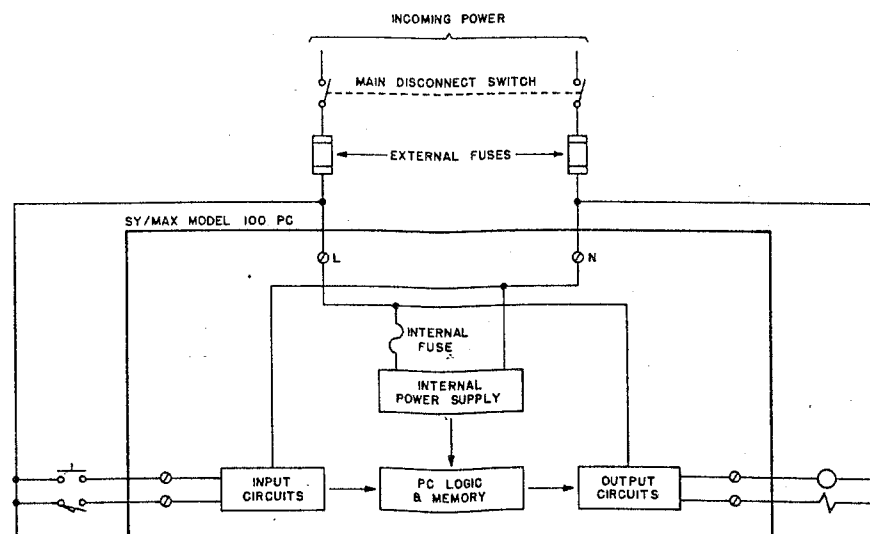 INCOMING POWER
MAIN DISCONNECT SWITCH
EXTERNAL FUSES
SY/MAX MODEL 100 PC
L
N
INTERNAL
FUSE
INTERNAL
POWER SUPPLY
INPUT
CIRCUITS
PC LOGIC
& MEMORY
OUTPUT
CIRCUITS